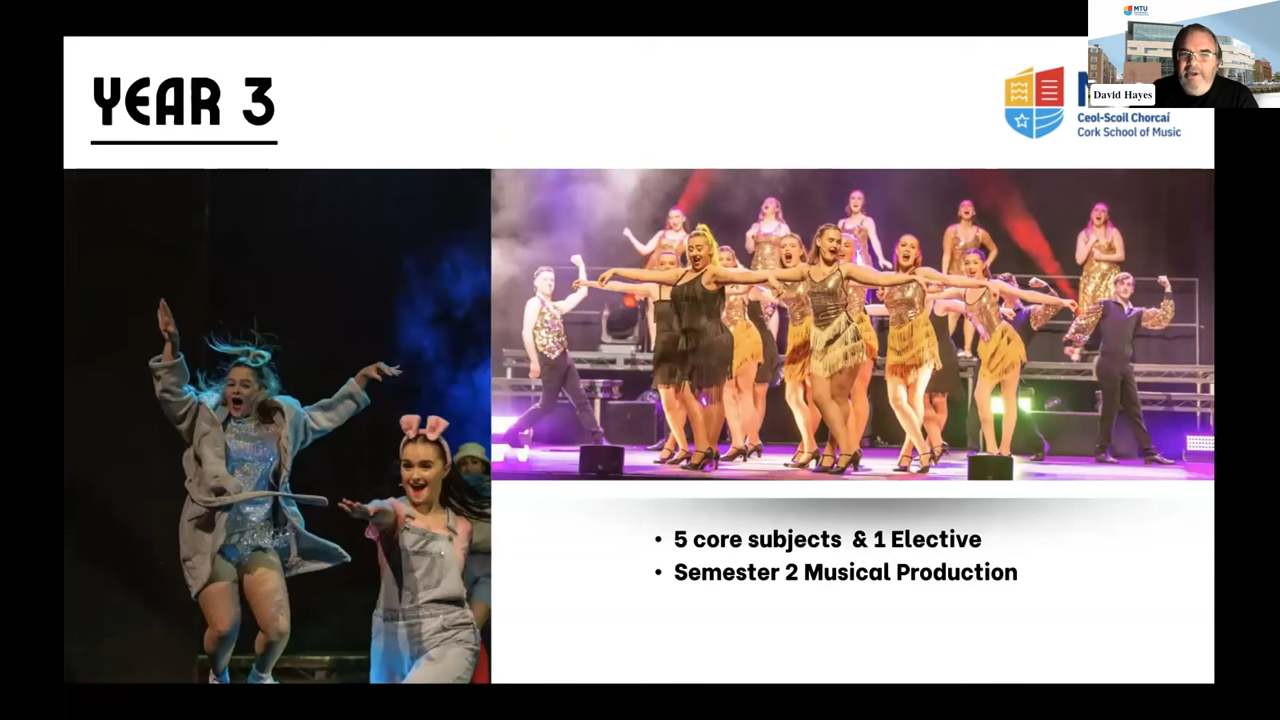 MTU
YEAR 3
David Hayes
Ceol-Scoil Chorcaí
Cork School of Music
• 5 core subjects & 1 Elective
• Semester 2 Musical Production